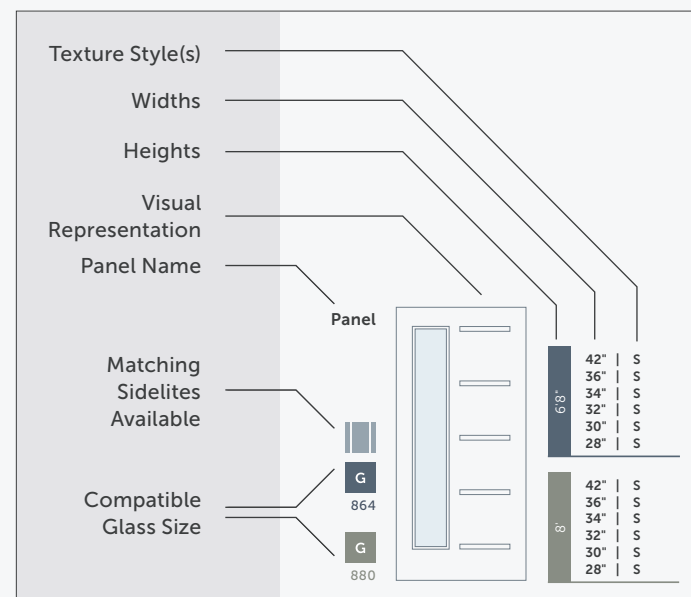 Texture Style(s)
Widths
Heights
Visual
Representation
Panel Name
Matching
Sidelites
Available
Compatible
Glass Size
Panel
G
864
G
880
6'8"
42" | S
36" | S
34" | S
32" | S
30" | S
28" | S
8'
42" | S
36" | S
34" | S
32" | S
30" | S
28" | S